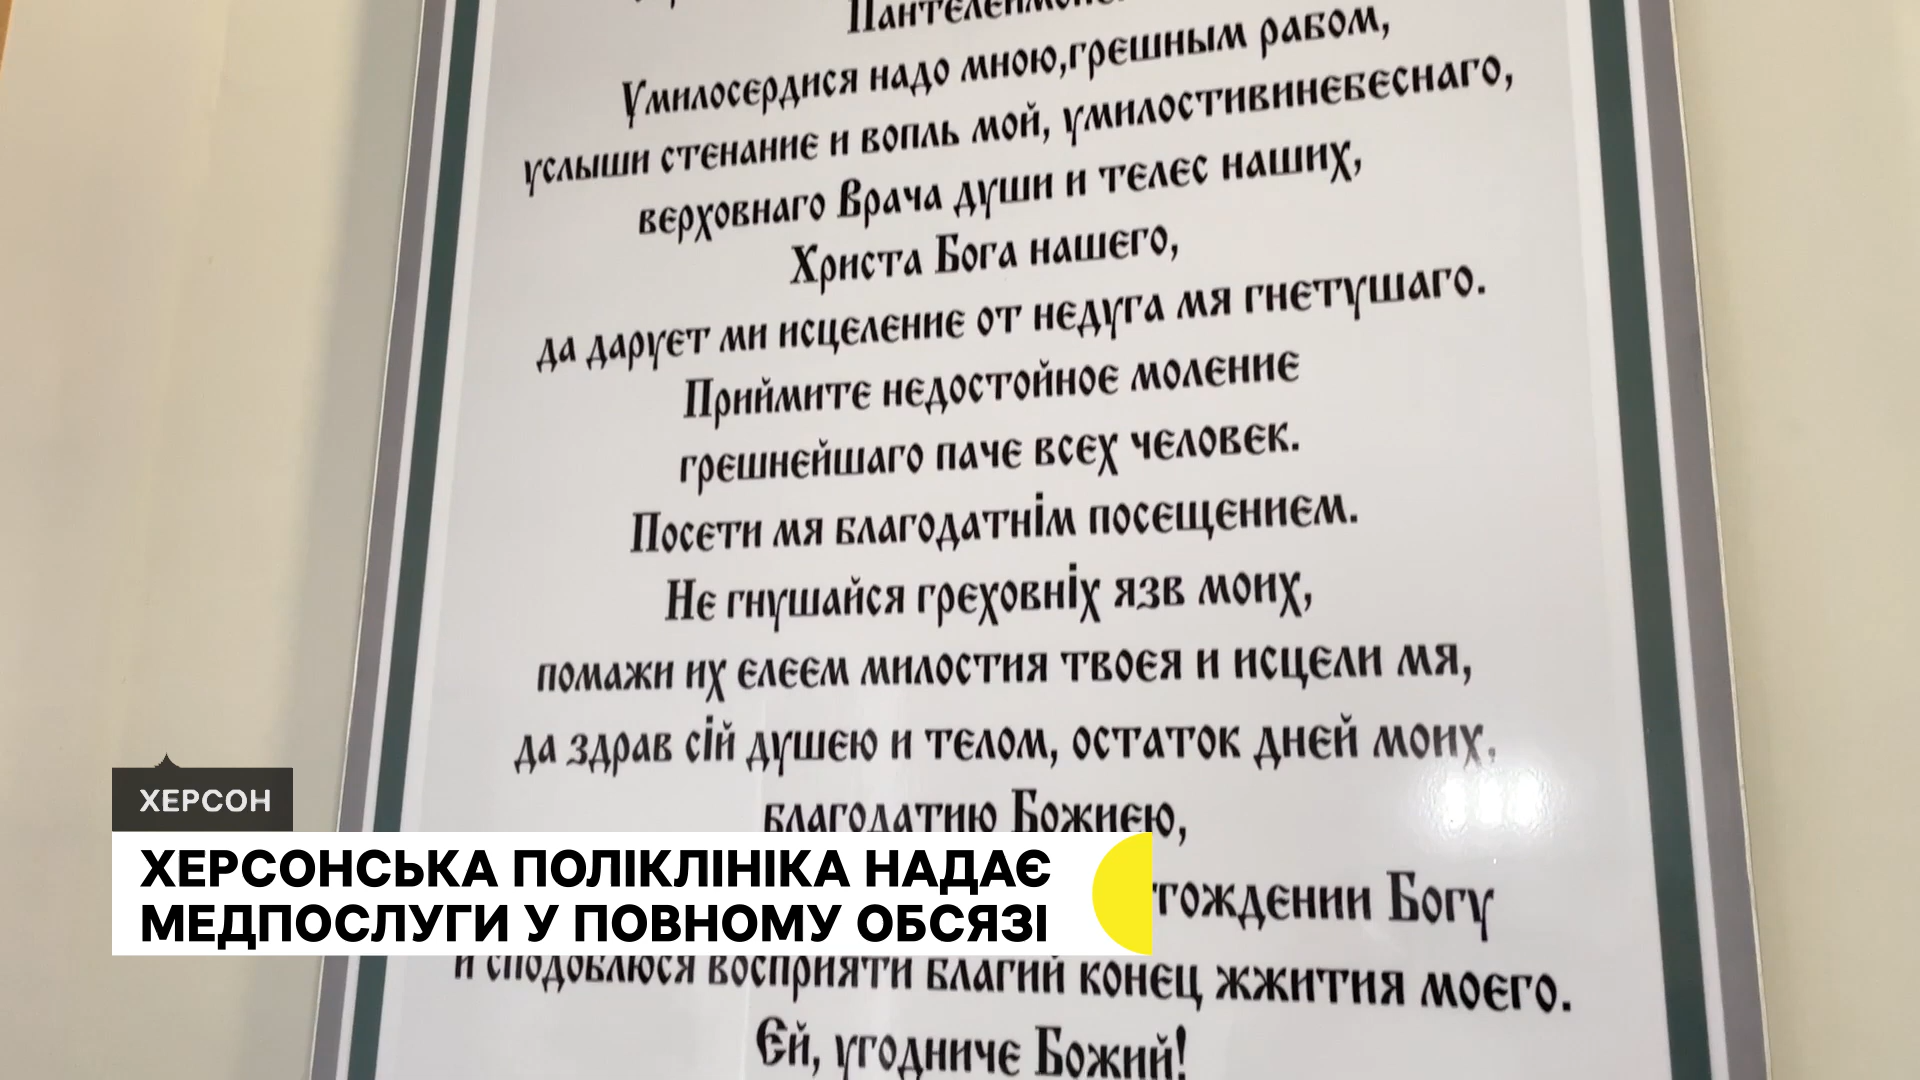 Умилосердися надо мною,грешным рабом,
услыши стенание и вопль мой, умилостивинебеснаго,
верховнаго Врача души и телес наших,
Христа Бога нашего,
да дарует ми исцеление от недуга мя гнетушаго.
Приймите недостойное моление
грешнейшаго паче всех человек.
Посети мя благодатнім посещением.
Не гнушайся греховніх язв моих,
помажи их елеем милостия твоея и исцели мя,
да здрав сій душею и телом, остаток дней моих,
благодатию Божиею,
Богу
и сподоблюся восприяти благий конец жжития моего.
Єй, угодниче Божий!
ХЕРСОН
ХЕРСОНСЬКА ПОЛІКЛІНІКА НАДАЄ
МЕДПОСЛУГИ У ПОВНОМУ ОБСЯЗІ